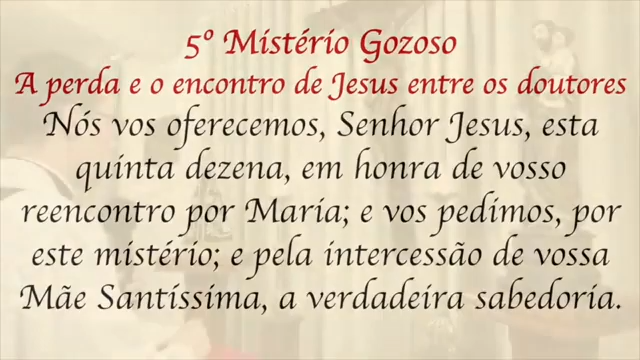 5º Mistério Gozoso
A perda e o encontro de Jesus entre os doutores
Nós vos oferecemos, Senhor Jesus, esta
quinta dezena, em honra de vosso
reencontro por Maria; e vos pedimos, por
este mistério; e pela intercessão de vossa
Mãe Santíssima, a verdadeira sabedoria.